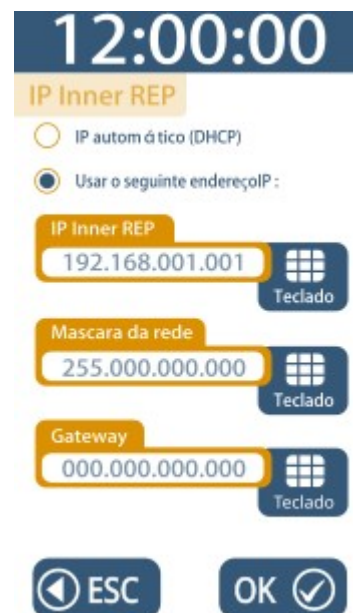 12:00:00
IP Inner REP
IP autom á tico (DHCP)
Usar o seguinte endereçoIP :
IP Inner REP
192.168.001.001
Teclado
Mascara da rede
255.000.000.000
Teclado
Gateway
000.000.000.000
Teclado
ESC OK